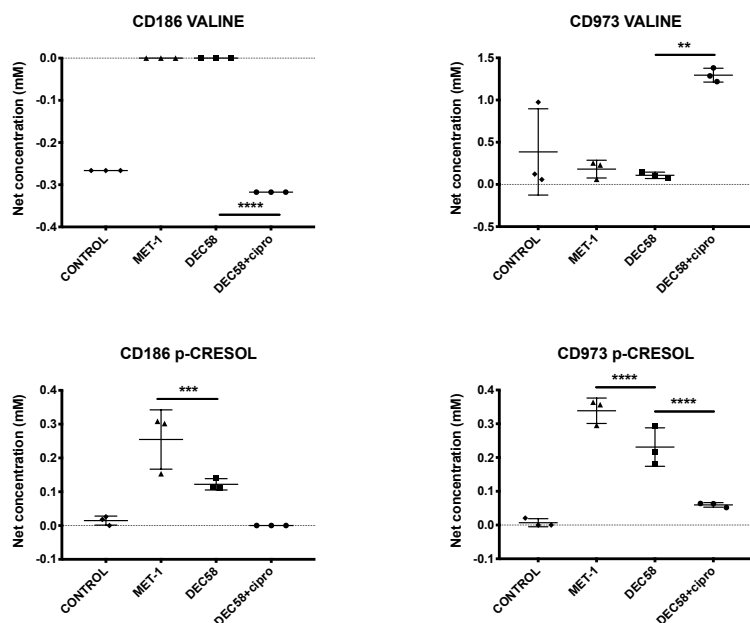 CD186 VALINE
Net concentration (mM)
0.0
-0.1
-0.2
-0.3
-0.4
****
CONTROL
MET-1
DEC58
DEC58+cipro
CD973 VALINE
Net concentration (mM)
1.5
1.0
0.5
0.0
-0.5
**
CONTROL
MET-1
DEC58
DEC58+cipro
CD186 p-CRESOL
Net concentration (mM)
0.4
0.3
0.2
0.1
0.0
-0.1
***
CONTROL
MET-1
DEC58
DEC58+cipro
CD973 p-CRESOL
Net concentration (mM)
0.4
0.3
0.2
0.1
0.0
-0.1
****
****
CONTROL
MET-1
DEC58
DEC58+cipro